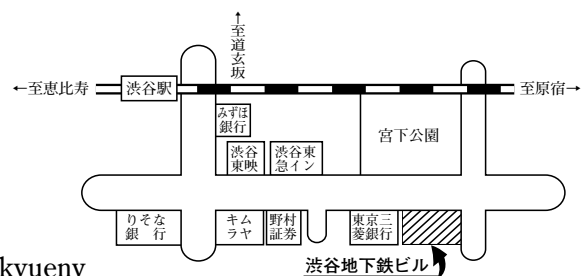 ↑
至道玄坂
←至恵比寿
渋谷駅
至原宿→
みずほ
銀行
宮下公園
渋谷
東映
渋谷東
急イン
りそな
銀　行
キム
ラヤ
野村
証券
東京三
菱銀行
渋谷地下鉄ビル
kyueny